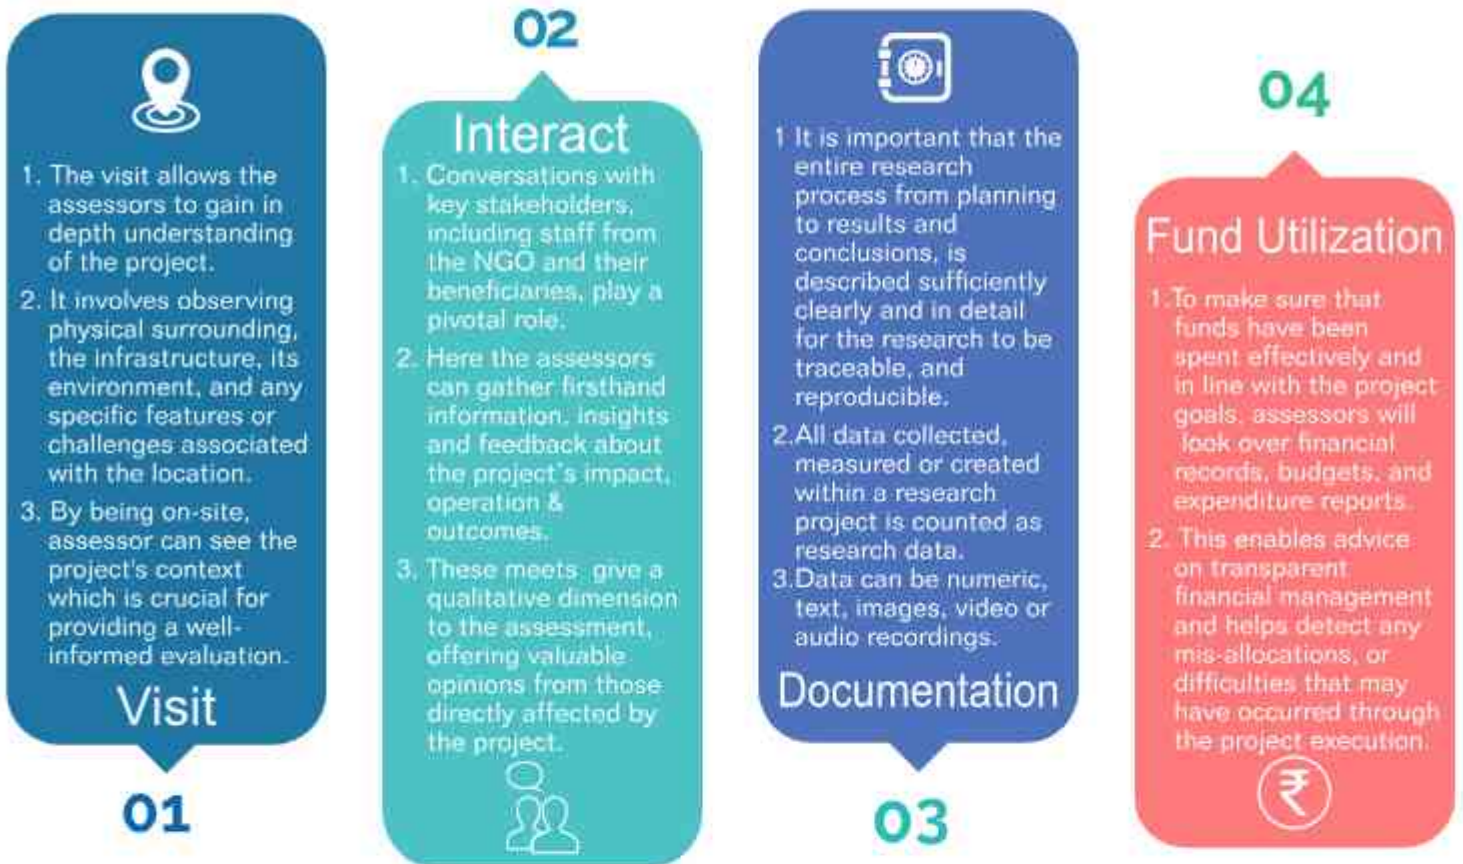 1. The visit allows the
assessors to gain in
depth understanding
of the project.
2. It involves observing
physical surrounding,
the infrastructure, its
environment, and any
specific features or
challenges associated
with the location.
3. By being on-site,
assessor can see the
project's context
which is crucial for
providing a well-
informed evaluation.
Visit
01
02
Interact
1. Conversations with
key stakeholders,
including staff from
the NGO and their
beneficiaries, play a
pivotal role.
2. Here the assessors
can gather firsthand
information, insights
and feedback about
the project's impact,
operation &
outcomes.
3. These meets give a
qualitative dimension
to the assessment,
offering valuable
opinions from those
directly affected by
the project.
1 It is important that the
entire research
process from planning
to results and
conclusions, is
described sufficiently
clearly and in detail
for the research to be
traceable, and
reproducible.
2.All data collected,
measured or created
within a research
project is counted as
research data.
3.Data can be numeric,
text, images, video or
audio recordings.
Documentation
03
04
Fund Utilization
1.To make sure that
funds have been
spent effectively and
in line with the project
goals, assessors will
look over financial
records, budgets, and
expenditure reports.
2. This enables advice
on transparent
financial management
and helps detect any
mis-allocations, or
difficulties that may
have occurred through
the project execution.
₹